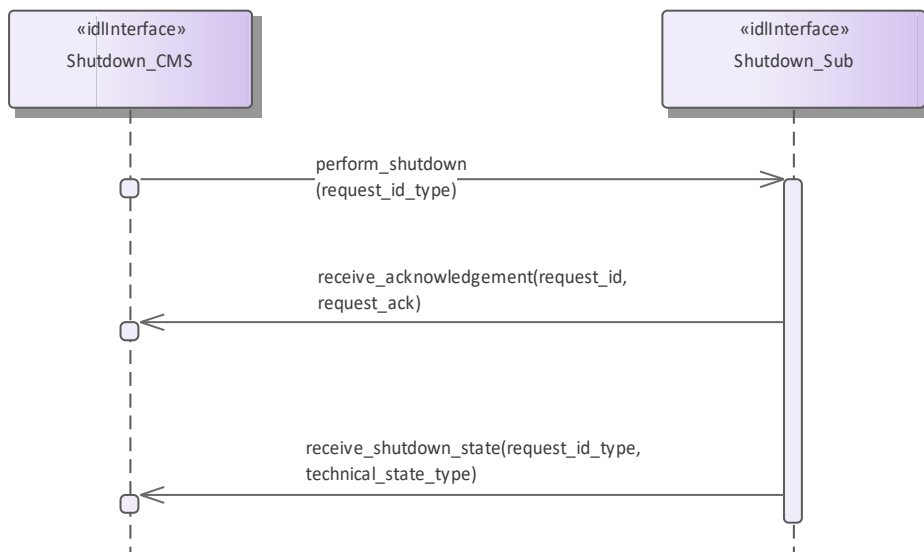 «idlInterface»
Shutdown_CMS
«idlInterface»
Shutdown_Sub
perform_shutdown
(request_id_type)
receive_acknowledgement(request_id,
request_ack)
receive_shutdown_state(request_id_type,
technical_state_type)